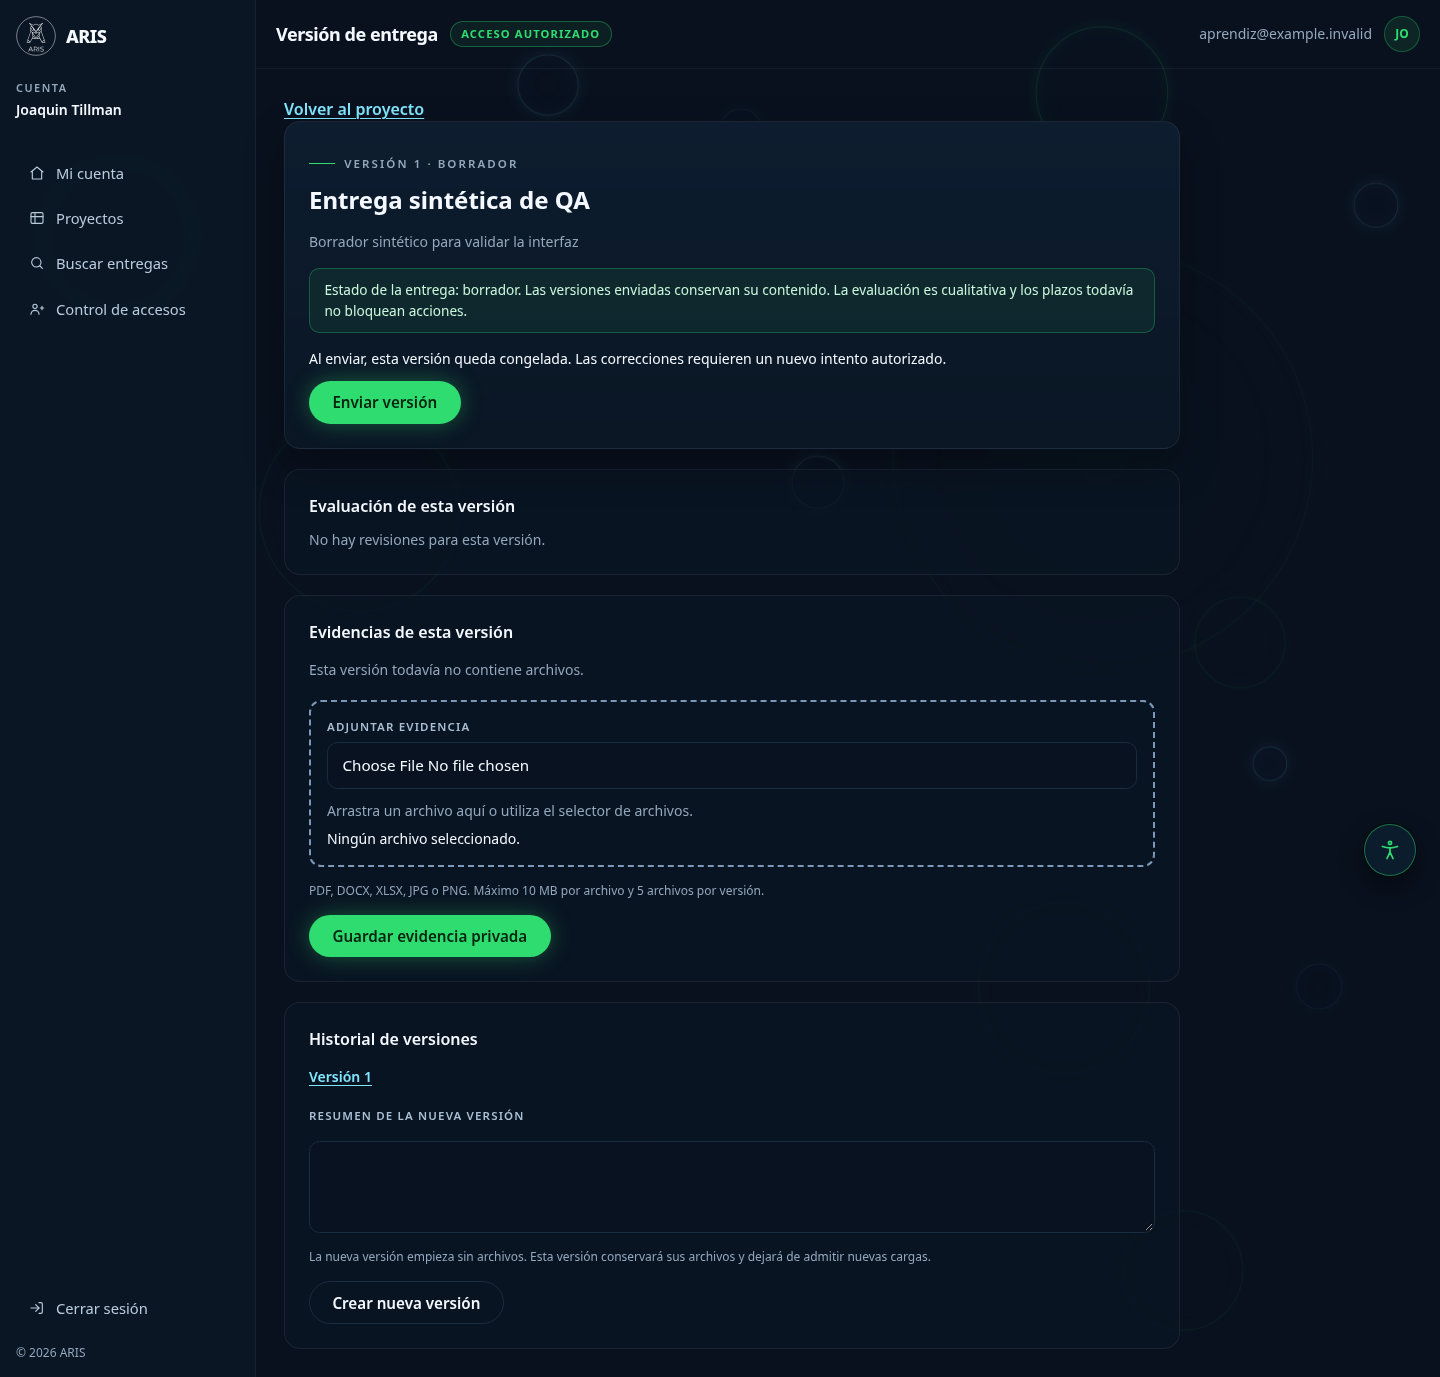 ARIS
ARIS
CUENTA
Joaquin Tillman
Mi cuenta
Proyectos
Buscar entregas
Control de accesos
Cerrar sesión
© 2026 ARIS
Versión de entrega
ACCESO AUTORIZADO
aprendiz@example.invalid
JO
Volver al proyecto
VERSIÓN 1 · BORRADOR
Entrega sintética de QA
Borrador sintético para validar la interfaz
Estado de la entrega: borrador. Las versiones enviadas conservan su contenido. La evaluación es cualitativa y los plazos todavía
no bloquean acciones.
Al enviar, esta versión queda congelada. Las correcciones requieren un nuevo intento autorizado.
Enviar versión
Evaluación de esta versión
No hay revisiones para esta versión.
Evidencias de esta versión
Esta versión todavía no contiene archivos.
ADJUNTAR EVIDENCIA
Choose File No file chosen
Arrastra un archivo aquí o utiliza el selector de archivos.
Ningún archivo seleccionado.
PDF, DOCX, XLSX, JPG o PNG. Máximo 10 MB por archivo y 5 archivos por versión.
Guardar evidencia privada
Historial de versiones
Versión 1
RESUMEN DE LA NUEVA VERSIÓN
La nueva versión empieza sin archivos. Esta versión conservará sus archivos y dejará de admitir nuevas cargas.
Crear nueva versión